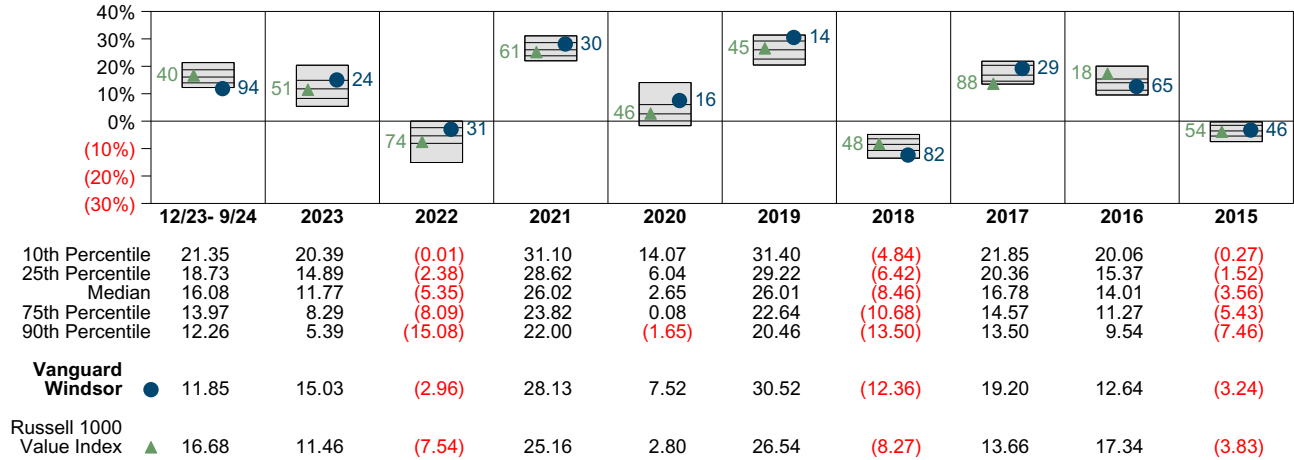 40%
30%
20%
10%
0%
(10%)
(20%)
(30%)
40 94 51 24 74 31 61 30 46 16 45 14 48 82 88 29 18 65 54 46
12/23- 9/24 2023 2022 2021 2020 2019 2018 2017 2016 2015
10th Percentile 21.35 20.39 (0.01) 31.10 14.07 31.40 (4.84) 21.85 20.06 (0.27)
25th Percentile 18.73 14.89 (2.38) 28.62 6.04 29.22 (6.42) 20.36 15.37 (1.52)
Median 16.08 11.77 (5.35) 26.02 2.65 26.01 (8.46) 16.78 14.01 (3.56)
75th Percentile 13.97 8.29 (8.09) 23.82 0.08 22.64 (10.68) 14.57 11.27 (5.43)
90th Percentile 12.26 5.39 (15.08) 22.00 (1.65) 20.46 (13.50) 13.50 9.54 (7.46)
Vanguard
Windsor 11.85 15.03 (2.96) 28.13 7.52 30.52 (12.36) 19.20 12.64 (3.24)
Russell 1000
Value Index 16.68 11.46 (7.54) 25.16 2.80 26.54 (8.27) 13.66 17.34 (3.83)